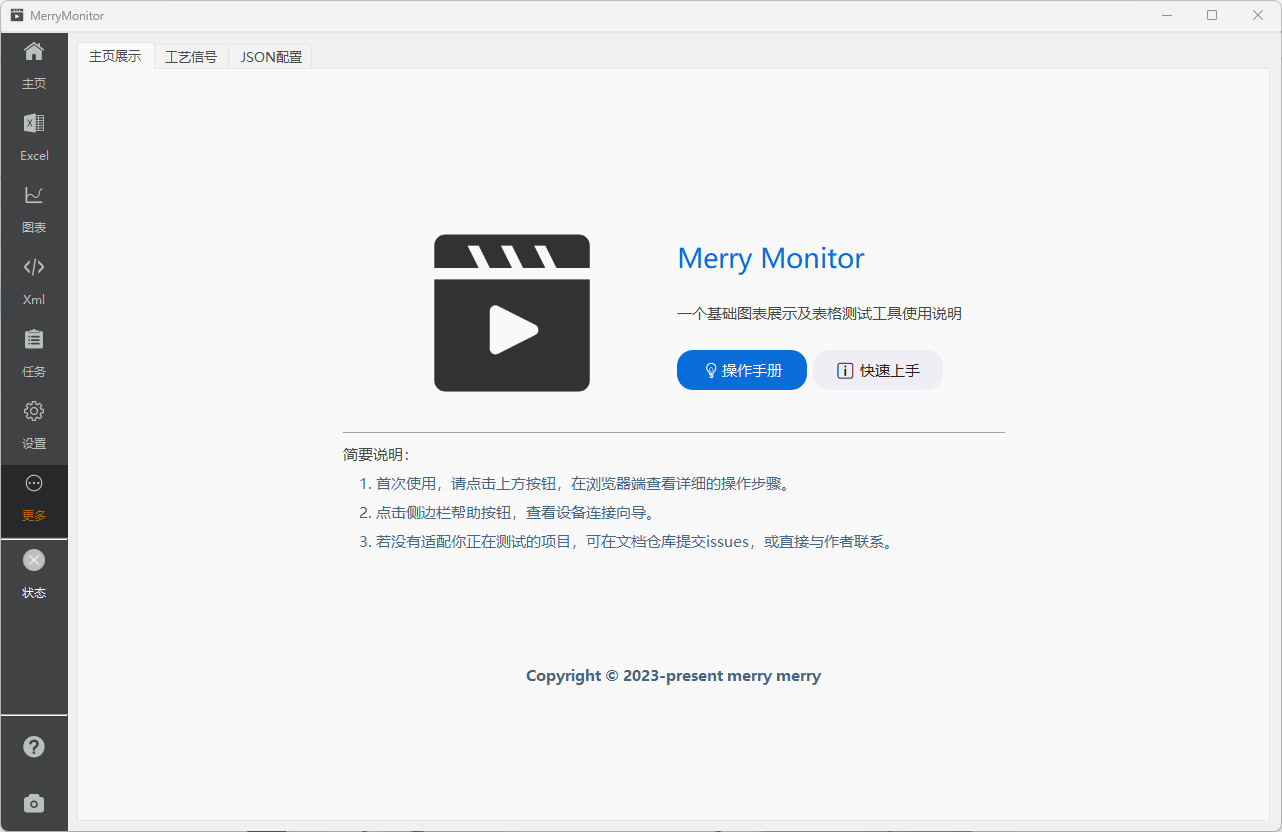 MerryMonitor
主页
Excel
图表
Xml
任务
设置
更多
状态
主页展示
工艺信号
JSON配置
Merry Monitor
一个基础图表展示及表格测试工具使用说明
操作手册
快速上手
简要说明：
1. 首次使用，请点击上方按钮，在浏览器端查看详细的操作步骤。
2. 点击侧边栏帮助按钮，查看设备连接向导。
3. 若没有适配你正在测试的项目，可在文档仓库提交issues，或直接与作者联系。
Copyright © 2023-present merry merry